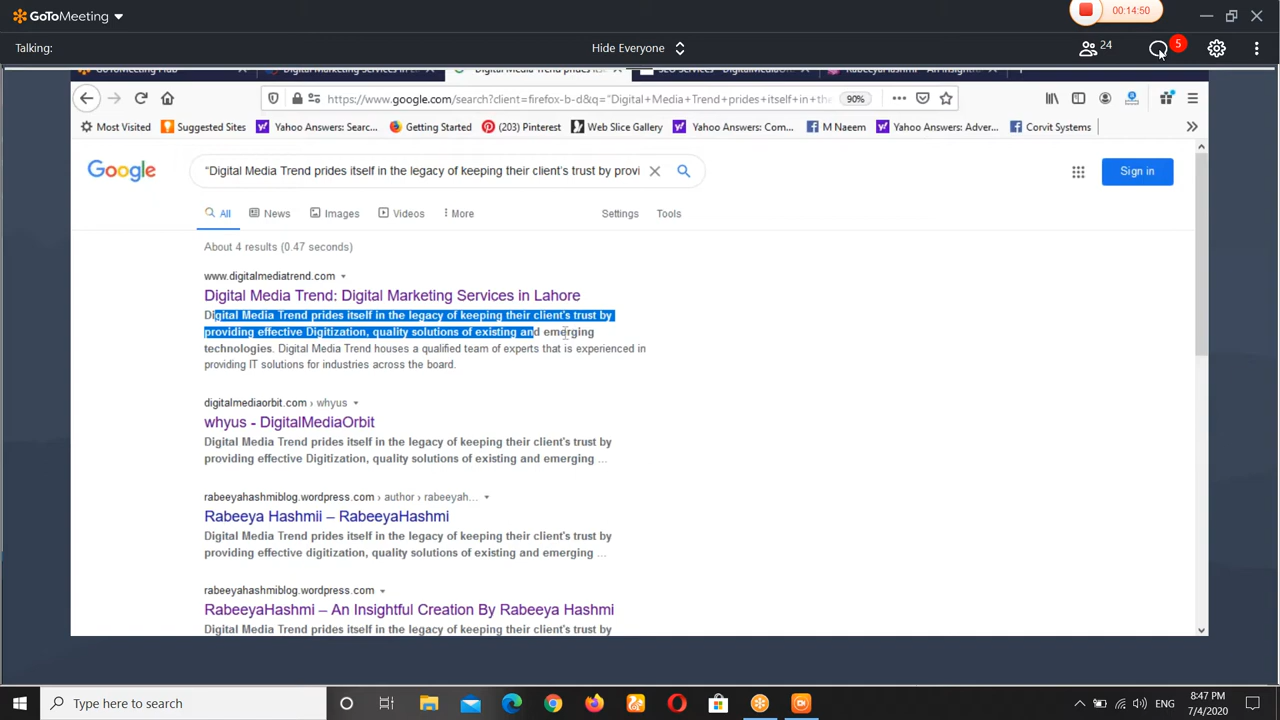 GoToMeeting
00:14:50
Talking:
Hide Everyone
24
5
Digital Media Trend prides its
https://www.google.com/search?client=firefox-b-d&q="Digital+Media+Trend+prides+itself+in+the
90%
Most Visited
Suggested Sites
Yahoo Answers: Searc...
Getting Started
(203) Pinterest
Web Slice Gallery
Yahoo Answers: Com...
M Naeem
Yahoo Answers: Adver...
Corvit Systems
Google
"Digital Media Trend prides itself in the legacy of keeping their client's trust by provi
Sign in
All
News
Images
Videos
More
Settings
Tools
About 4 results (0.47 seconds)
www.digitalmediatrend.com
Digital Media Trend: Digital Marketing Services in Lahore
Digital Media Trend prides itself in the legacy of keeping their client's trust by
providing effective Digitization, quality solutions of existing and emerging
technologies. Digital Media Trend houses a qualified team of experts that is experienced in
providing IT solutions for industries across the board.
digitalmediaorbit.com › whyus
whyus - DigitalMediaOrbit
Digital Media Trend prides itself in the legacy of keeping their client's trust by
providing effective Digitization, quality solutions of existing and emerging ...
rabeeyahashmiblog.wordpress.com › author › rabeeyah...
Rabeeya Hashmii – RabeeyaHashmi
Digital Media Trend prides itself in the legacy of keeping their client's trust by
providing effective digitization, quality solutions of existing and emerging ...
rabeeyahashmiblog.wordpress.com
RabeeyaHashmi – An Insightful Creation By Rabeeya Hashmi
Digital Media Trend prides itself in the legacy of keeping their client's trust by
Type here to search
ENG
8:47 PM
7/4/2020